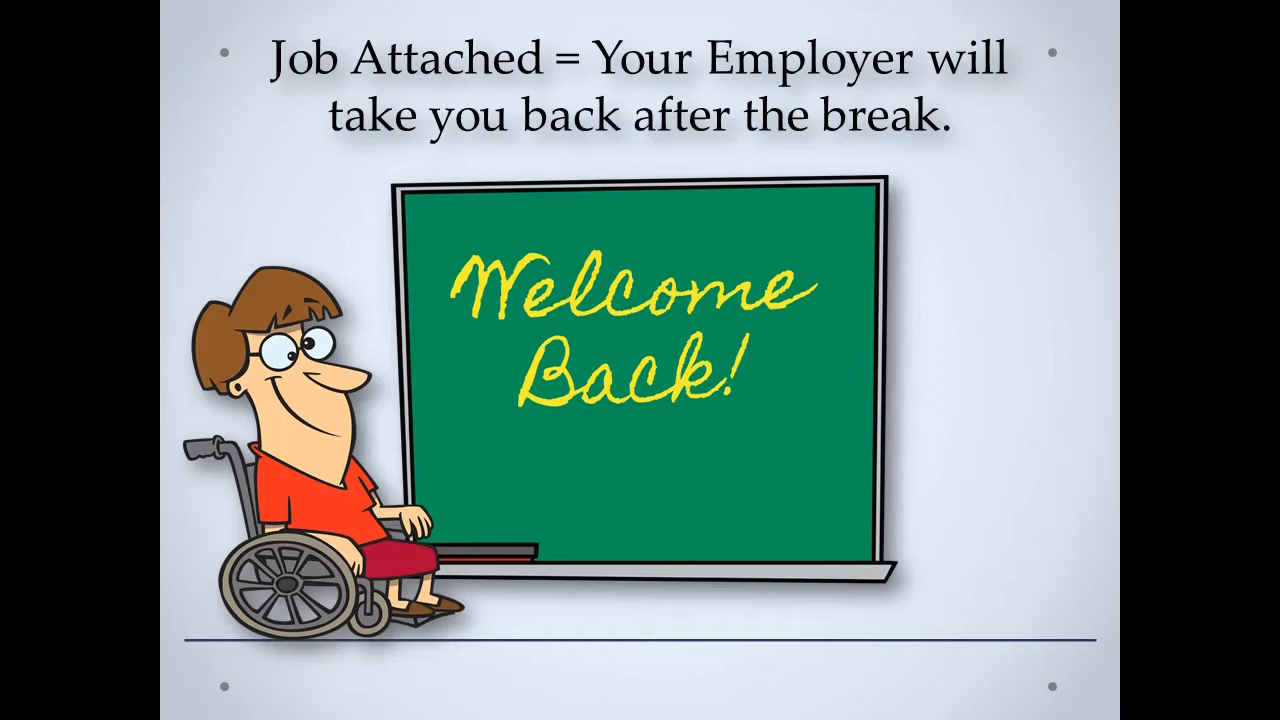 Job Attached = Your Employer will
take you back after the break.
Welcome
Back!